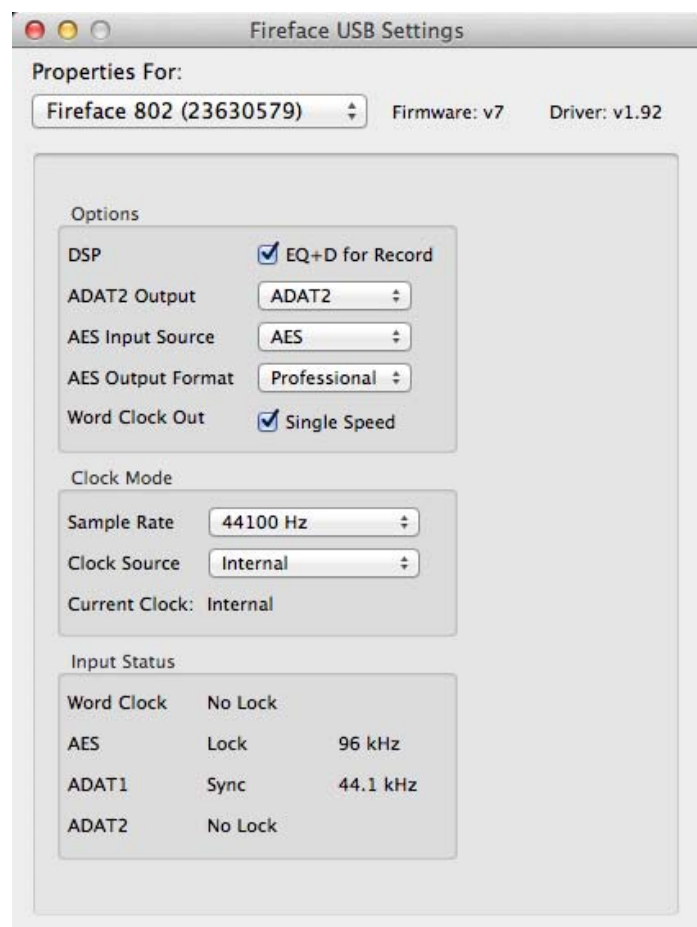 Fireface USB Settings
Properties For:
Fireface 802 (23630579) Firmware: v7 Driver: v1.92
Options
DSP EQ+D for Record
ADAT2 Output ADAT2
AES Input Source AES
AES Output Format Professional
Word Clock Out Single Speed
Clock Mode
Sample Rate 44100 Hz
Clock Source Internal
Current Clock: Internal
Input Status
Word Clock No Lock
AES Lock 96 kHz
ADAT1 Sync 44.1 kHz
ADAT2 No Lock